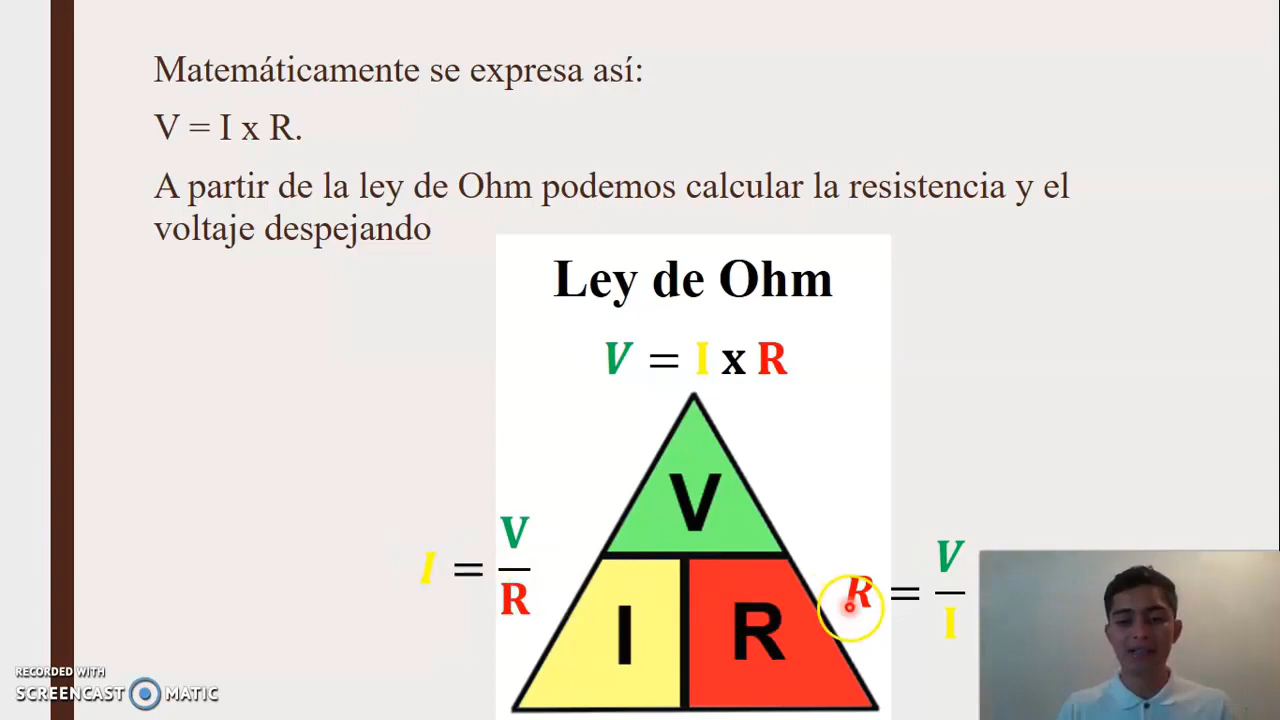 Matemáticamente se expresa así:
V = I x R.
A partir de la ley de Ohm podemos calcular la resistencia y el
voltaje despejando
Ley de Ohm
V = I x R
V
I = V/R
R = V/I
I
R
RECORDED WITH
SCREENCAST MATIC